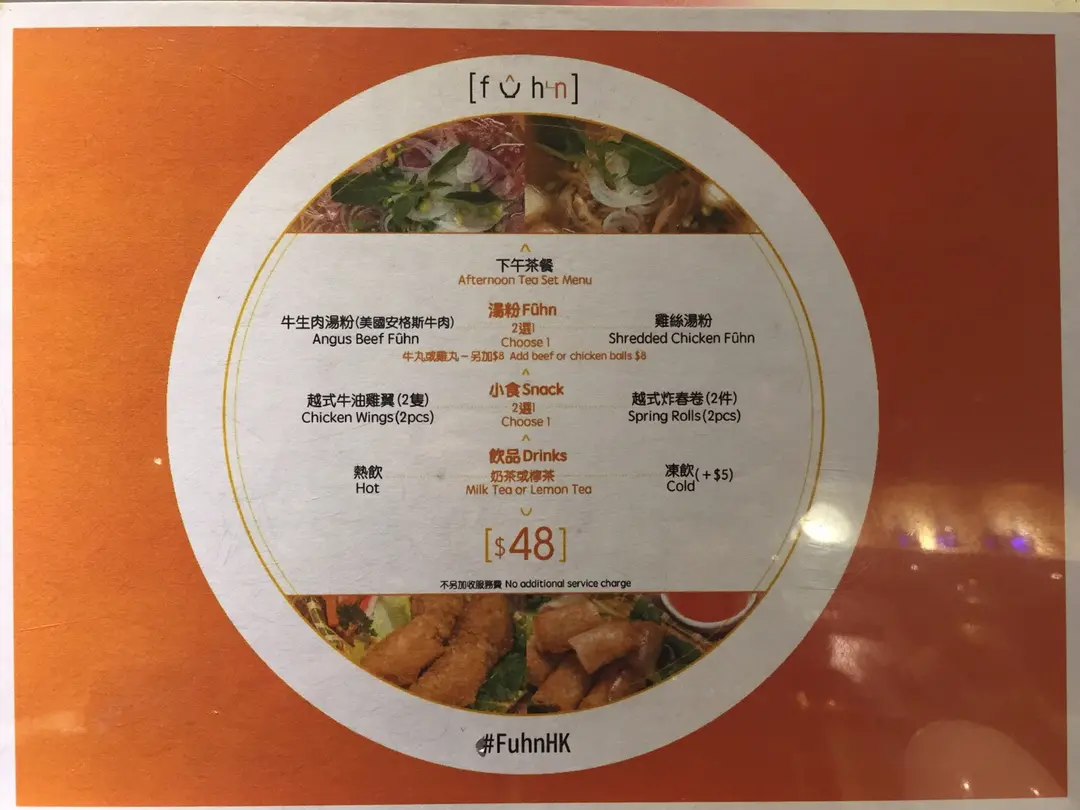 [fūhn]
下午茶餐
Afternoon Tea Set Menu
湯粉 Fūhn
2選1
Choose 1
牛生肉湯粉(美國安格斯牛肉)
Angus Beef Fūhn
雞絲湯粉
Shredded Chicken Fūhn
牛丸或雞丸 – 另加$8 Add beef or chicken balls $8
小食 Snack
2選1
Choose 1
越式牛油雞翼(2隻)
Chicken Wings(2pcs)
越式炸春卷(2件)
Spring Rolls(2pcs)
飲品 Drinks
奶茶或檸茶
Milk Tea or Lemon Tea
熱飲
Hot
凍飲(+$5)
Cold
[$48]
不另加收服務費 No additional service charge
#FuhnHK